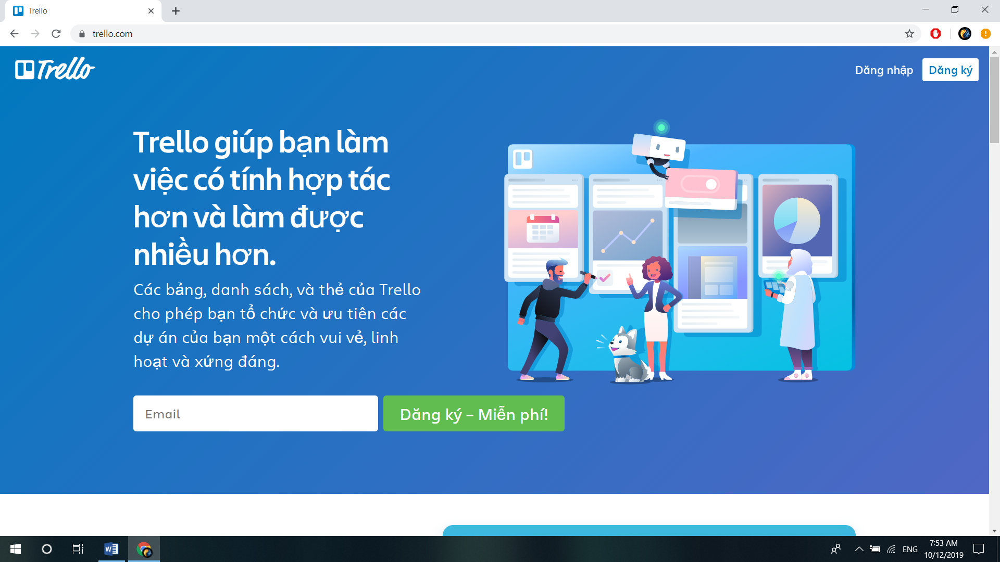 Trello
trello.com
Trello
Đăng nhập
Đăng ký
Trello giúp bạn làm
việc có tính hợp tác
hơn và làm được
nhiều hơn.
Các bảng, danh sách, và thẻ của Trello
cho phép bạn tổ chức và ưu tiên các
dự án của bạn một cách vui vẻ, linh
hoạt và xứng đáng.
Email
Đăng ký – Miễn phí!
ENG
7:53 AM
10/12/2019